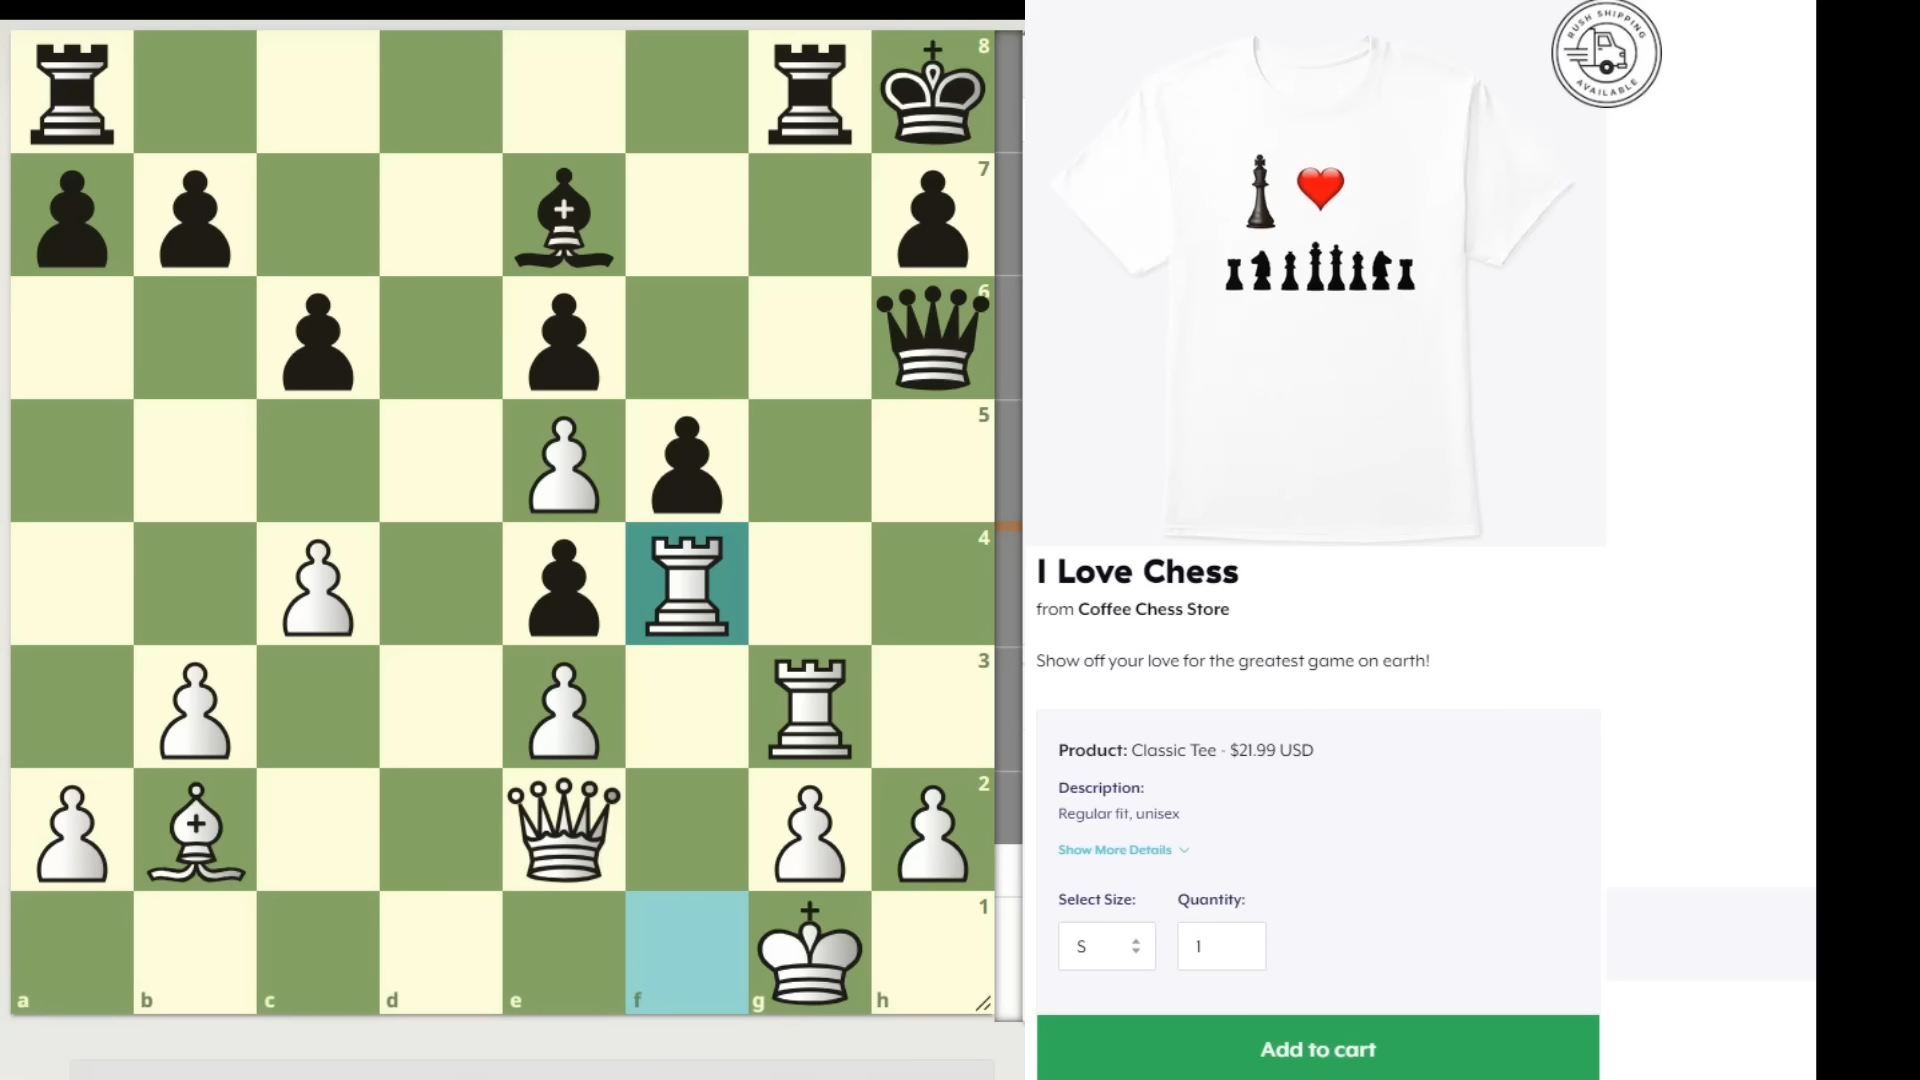 8
7
6
5
4
3
2
1
a b c d e f g h
RUSH SHIPPING
AVAILABLE
I Love Chess
from Coffee Chess Store
Show off your love for the greatest game on earth!
Product: Classic Tee - $21.99 USD
Description:
Regular fit, unisex
Show More Details
Select Size: Quantity:
S 1
Add to cart